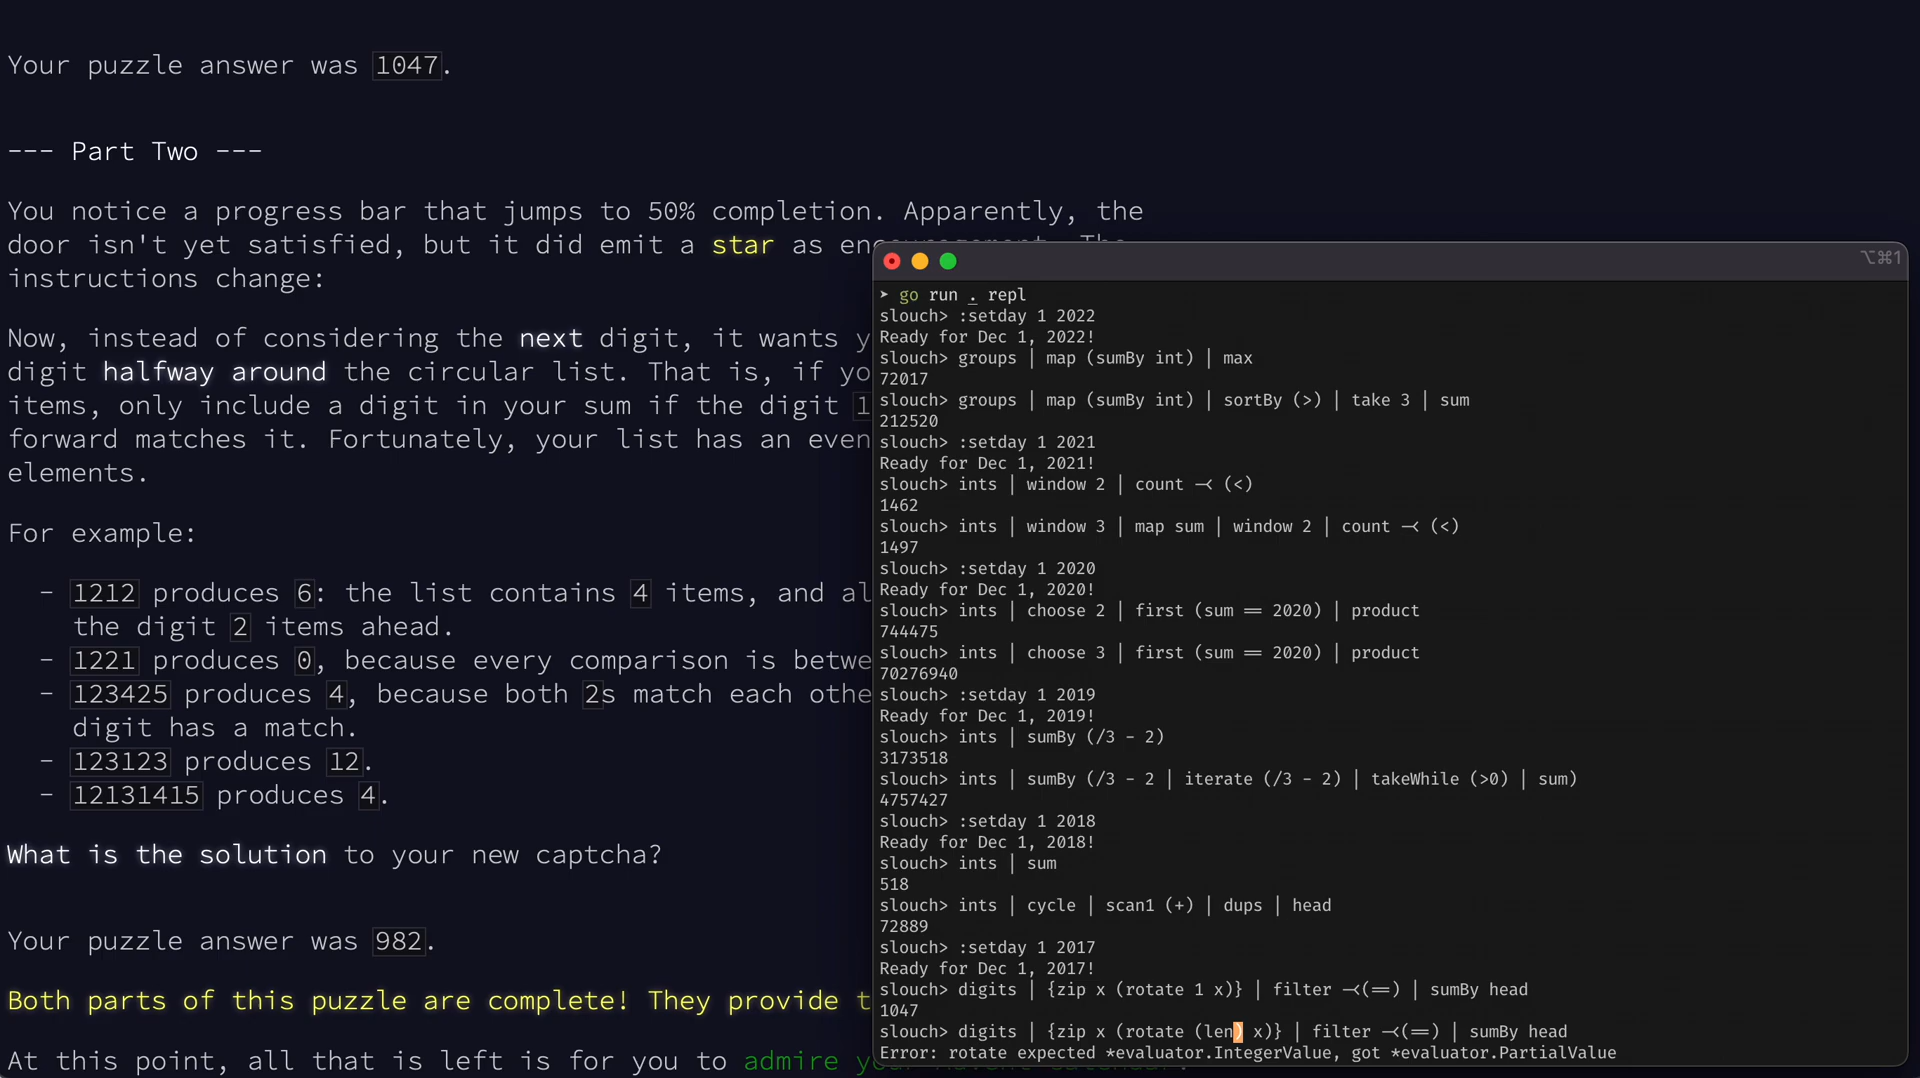 Your puzzle answer was 1047.
--- Part Two ---
You notice a progress bar that jumps to 50% completion. Apparently, the
door isn't yet satisfied, but it did emit a star as encouragement. The
instructions change:
Now, instead of considering the next digit, it wants y
digit halfway around the circular list. That is, if yo
items, only include a digit in your sum if the digit 1
forward matches it. Fortunately, your list has an even
elements.
For example:
- 1212 produces 6: the list contains 4 items, and al
the digit 2 items ahead.
- 1221 produces 0, because every comparison is betwe
- 123425 produces 4, because both 2s match each othe
digit has a match.
- 123123 produces 12.
- 12131415 produces 4.
What is the solution to your new captcha?
Your puzzle answer was 982.
Both parts of this puzzle are complete! They provide t
At this point, all that is left is for you to admire your Advent calendar.
⌥⌘1
➤ go run . repl
slouch> :setday 1 2022
Ready for Dec 1, 2022!
slouch> groups | map (sumBy int) | max
72017
slouch> groups | map (sumBy int) | sortBy (>) | take 3 | sum
212520
slouch> :setday 1 2021
Ready for Dec 1, 2021!
slouch> ints | window 2 | count -< (<)
1462
slouch> ints | window 3 | map sum | window 2 | count -< (<)
1497
slouch> :setday 1 2020
Ready for Dec 1, 2020!
slouch> ints | choose 2 | first (sum == 2020) | product
744475
slouch> ints | choose 3 | first (sum == 2020) | product
70276940
slouch> :setday 1 2019
Ready for Dec 1, 2019!
slouch> ints | sumBy (/3 - 2)
3173518
slouch> ints | sumBy (/3 - 2 | iterate (/3 - 2) | takeWhile (>0) | sum)
4757427
slouch> :setday 1 2018
Ready for Dec 1, 2018!
slouch> ints | sum
518
slouch> ints | cycle | scan1 (+) | dups | head
72889
slouch> :setday 1 2017
Ready for Dec 1, 2017!
slouch> digits | {zip x (rotate 1 x)} | filter -<(==) | sumBy head
1047
slouch> digits | {zip x (rotate (len) x)} | filter -<(==) | sumBy head
Error: rotate expected *evaluator.IntegerValue, got *evaluator.PartialValue